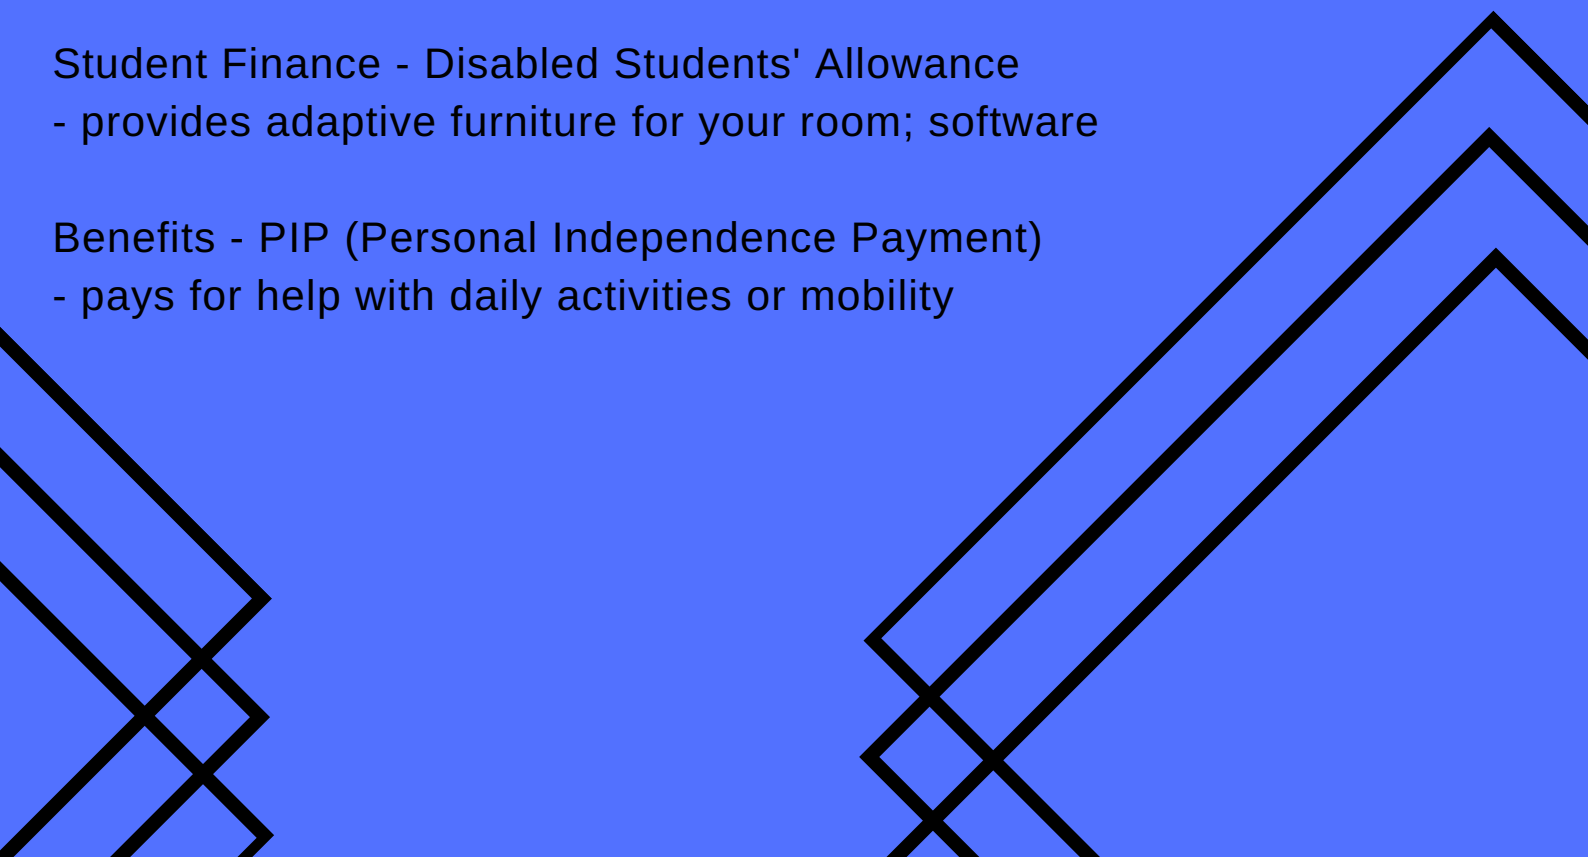 Student Finance - Disabled Students' Allowance
- provides adaptive furniture for your room; software
Benefits - PIP (Personal Independence Payment)
- pays for help with daily activities or mobility